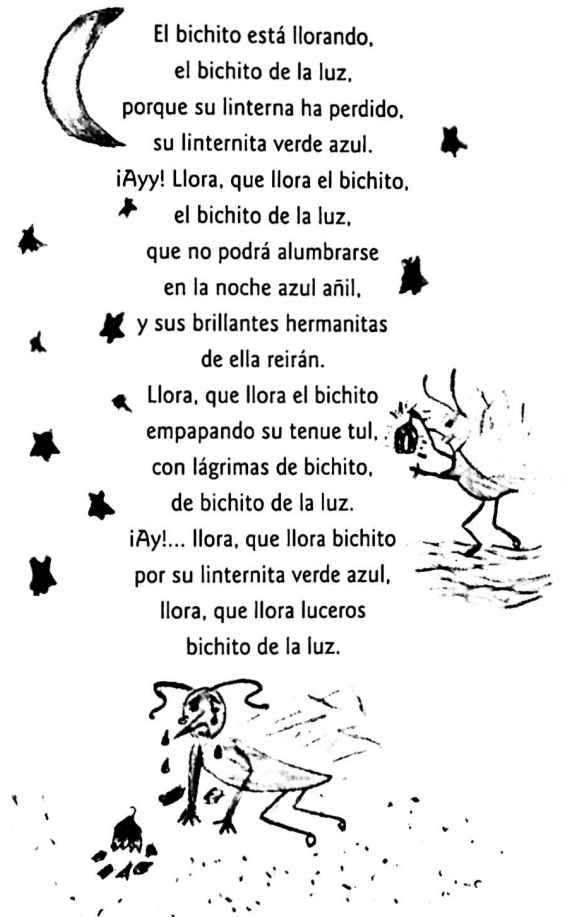 El bichito está llorando,
el bichito de la luz,
porque su linterna ha perdido,
su linternita verde azul.
¡Ayy! Llora, que llora el bichito,
el bichito de la luz,
que no podrá alumbrarse
en la noche azul añil,
y sus brillantes hermanitas
de ella reirán.
Llora, que llora el bichito
empapando su tenue tul,
con lágrimas de bichito,
de bichito de la luz.
¡Ay!... llora, que llora bichito
por su linternita verde azul,
llora, que llora luceros
bichito de la luz.